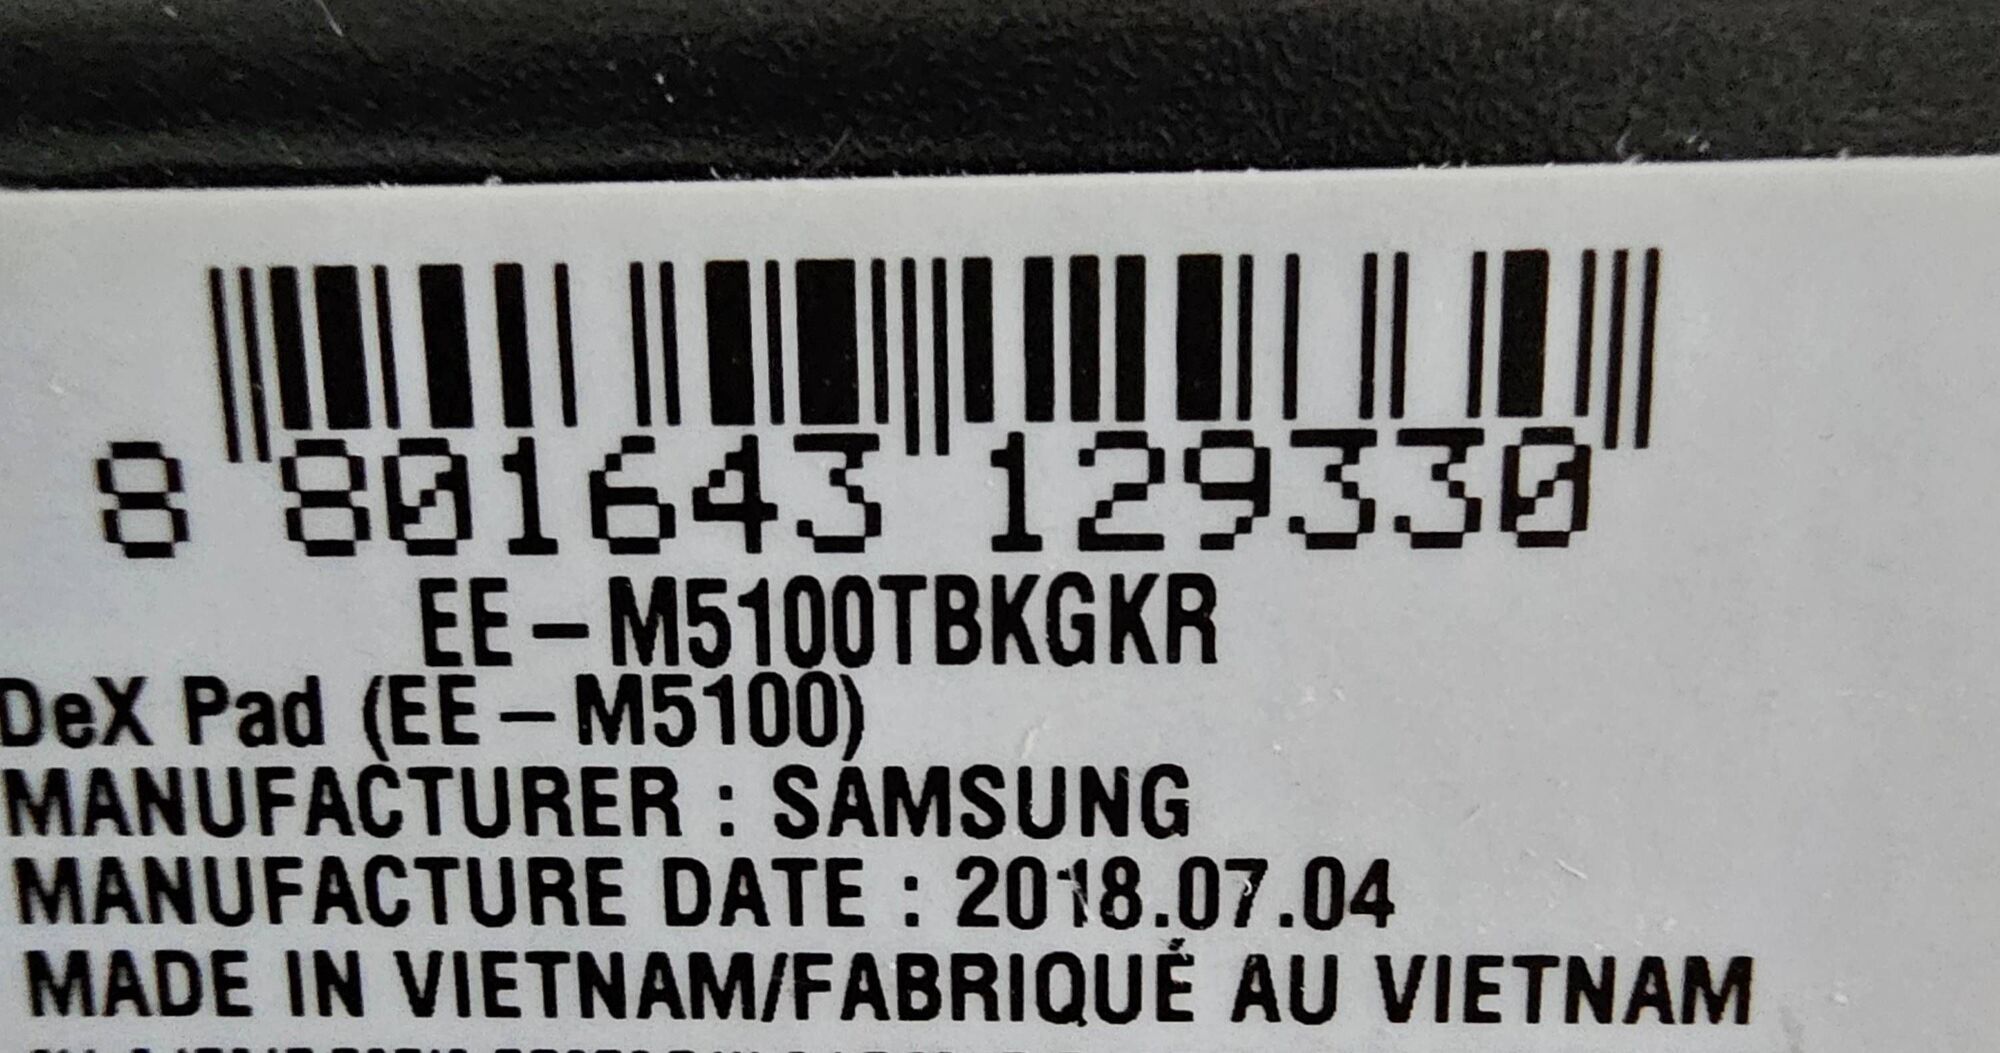 8 801643 129330
EE-M5100TBKGKR
DeX Pad (EE-M5100)
MANUFACTURER : SAMSUNG
MANUFACTURE DATE : 2018.07.04
MADE IN VIETNAM/FABRIQUÉ AU VIETNAM